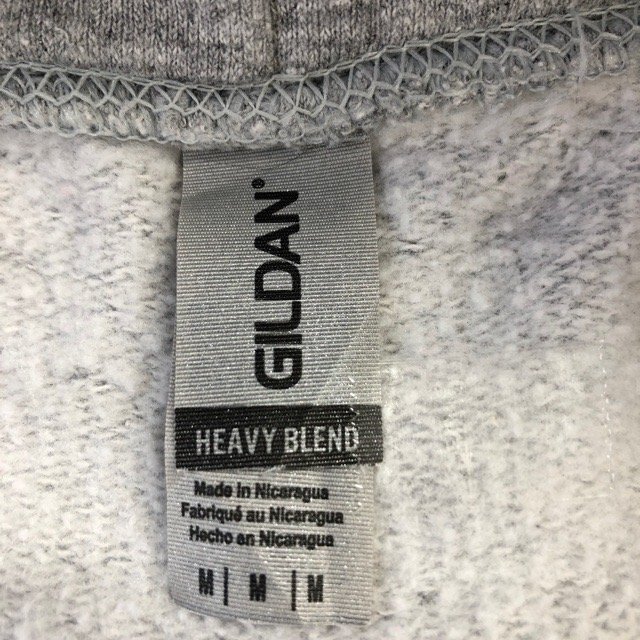 GILDAN®
HEAVY BLEND
Made in Nicaragua
Fabriqué au Nicaragua
Hecho en Nicaragua
M | M | M